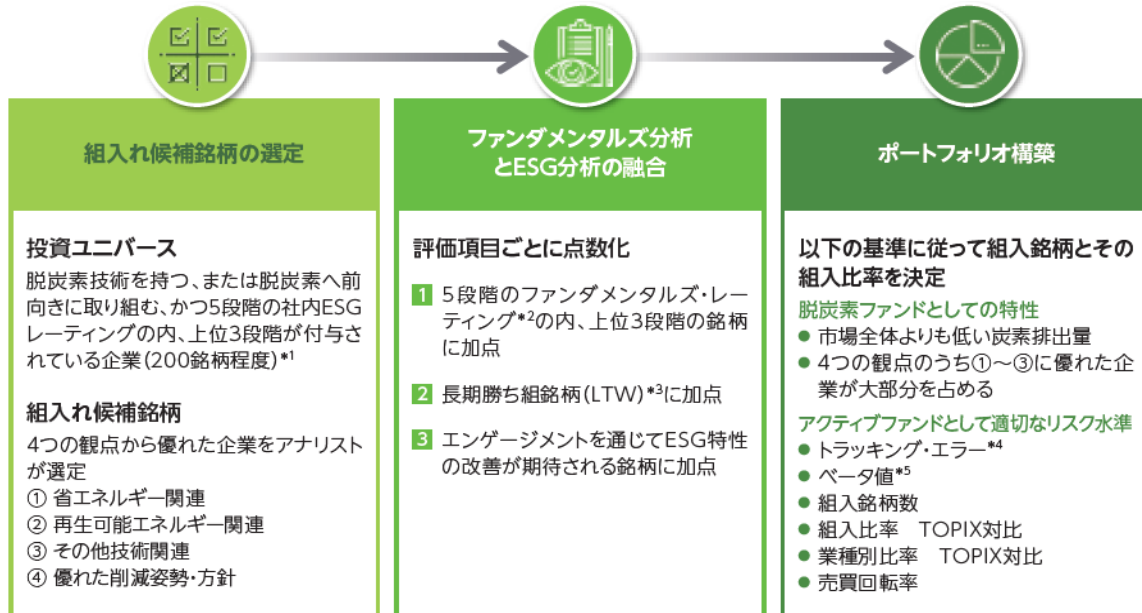 組入れ候補銘柄の選定
投資ユニバース
脱炭素技術を持つ、または脱炭素へ前
向きに取り組む、かつ5段階の社内ESG
レーティングの内、上位3段階が付与さ
れている企業(200銘柄程度)*1
組入れ候補銘柄
4つの観点から優れた企業をアナリスト
が選定
① 省エネルギー関連
② 再生可能エネルギー関連
③ その他技術関連
④ 優れた削減姿勢・方針
ファンダメンタルズ分析
とESG分析の融合
評価項目ごとに点数化
1 5段階のファンダメンタルズ・レー
ティング*2の内、上位3段階の銘柄
に加点
2 長期勝ち組銘柄(LTW)*3に加点
3 エンゲージメントを通じてESG特性
の改善が期待される銘柄に加点
ポートフォリオ構築
以下の基準に従って組入銘柄とその
組入比率を決定
脱炭素ファンドとしての特性
● 市場全体よりも低い炭素排出量
● 4つの観点のうち①～③に優れた企
業が大部分を占める
アクティブファンドとして適切なリスク水準
● トラッキング・エラー*4
● ベータ値*5
● 組入銘柄数
● 組入比率　TOPIX対比
● 業種別比率　TOPIX対比
● 売買回転率